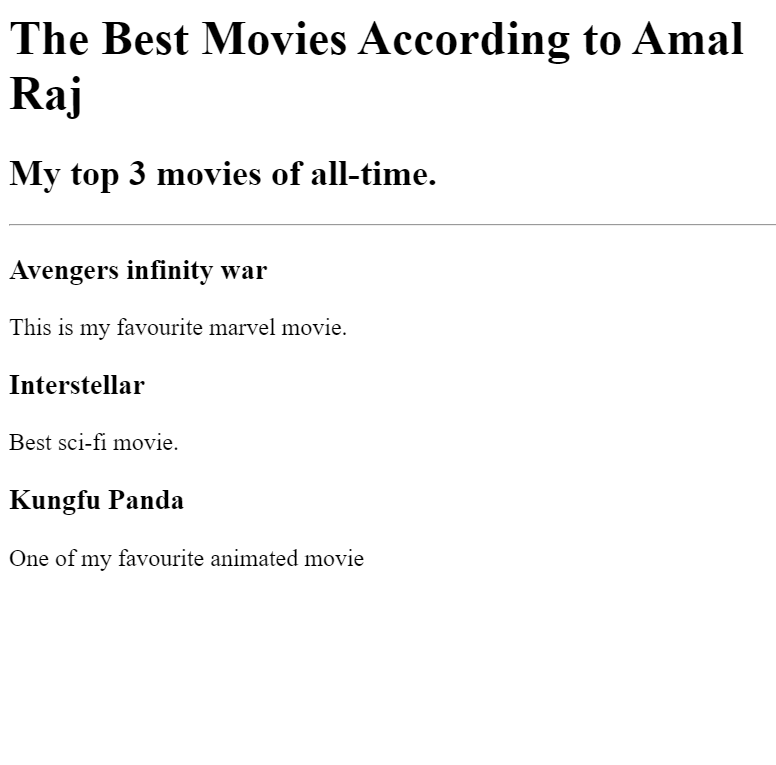 The Best Movies According to Amal
Raj
My top 3 movies of all-time.
Avengers infinity war
This is my favourite marvel movie.
Interstellar
Best sci-fi movie.
Kungfu Panda
One of my favourite animated movie